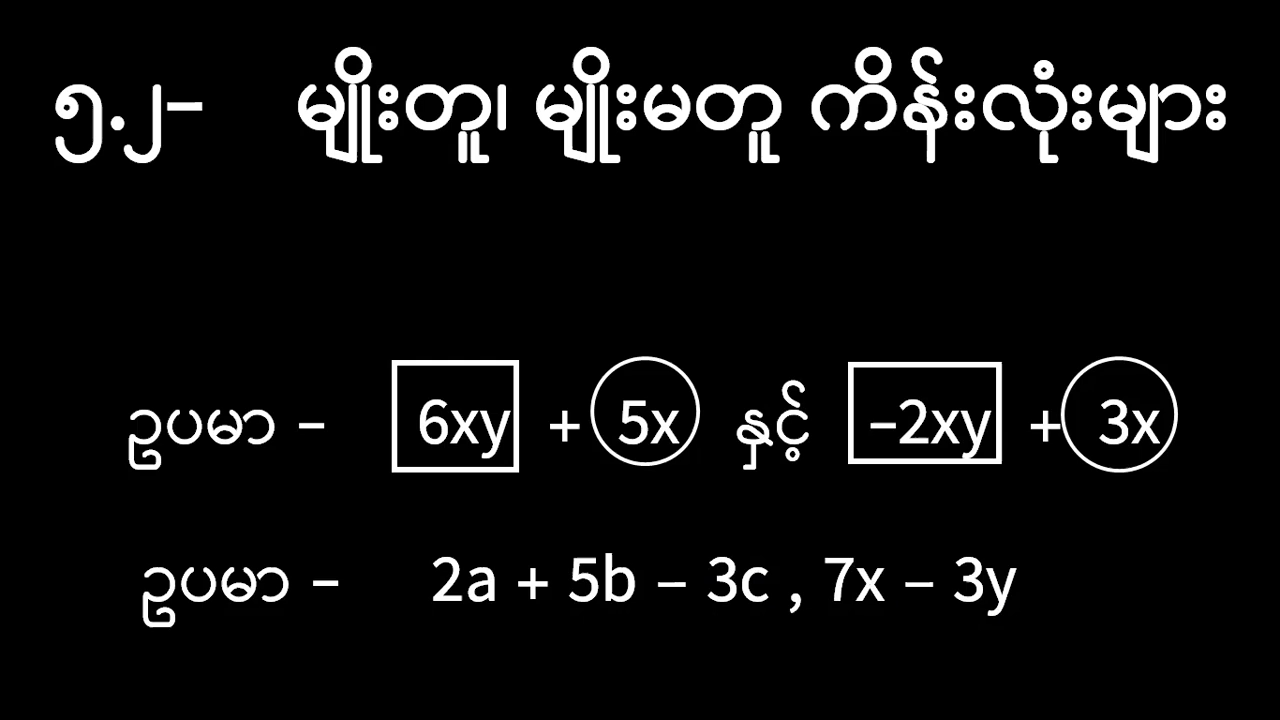 ၅.၂– မျိုးတူ၊ မျိုးမတူ ကိန်းလုံးများ
ဥပမာ – 6xy + 5x နှင့် –2xy + 3x
ဥပမာ – 2a + 5b – 3c , 7x – 3y